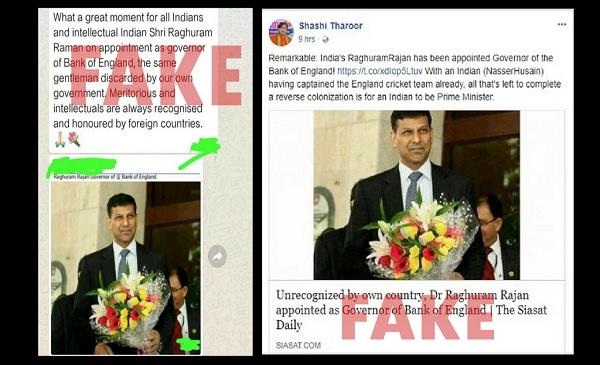 What a great moment for all Indians
and intellectual Indian Shri Raghuram
Raman on appointment as governor
of Bank of England, the same
gentleman discarded by our own
government. Meritorious and
intellectuals are always recognised
and honoured by foreign countries.
🙏💐
FAKE
Raghuram Rajan Governor of Bank of England.
Shashi Tharoor
9 hrs ·
Remarkable: India's RaghuramRajan has been appointed Governor of the
Bank of England! https://t.co/xdlop5Ltuv With an Indian (NasserHusain)
having captained the England cricket team already, all that's left to complete
a reverse colonization is for an Indian to be Prime Minister.
Unrecognized by own country, Dr Raghuram Rajan
appointed as Governor of Bank of England | The Siasat
Daily
FAKE
SIASAT.COM